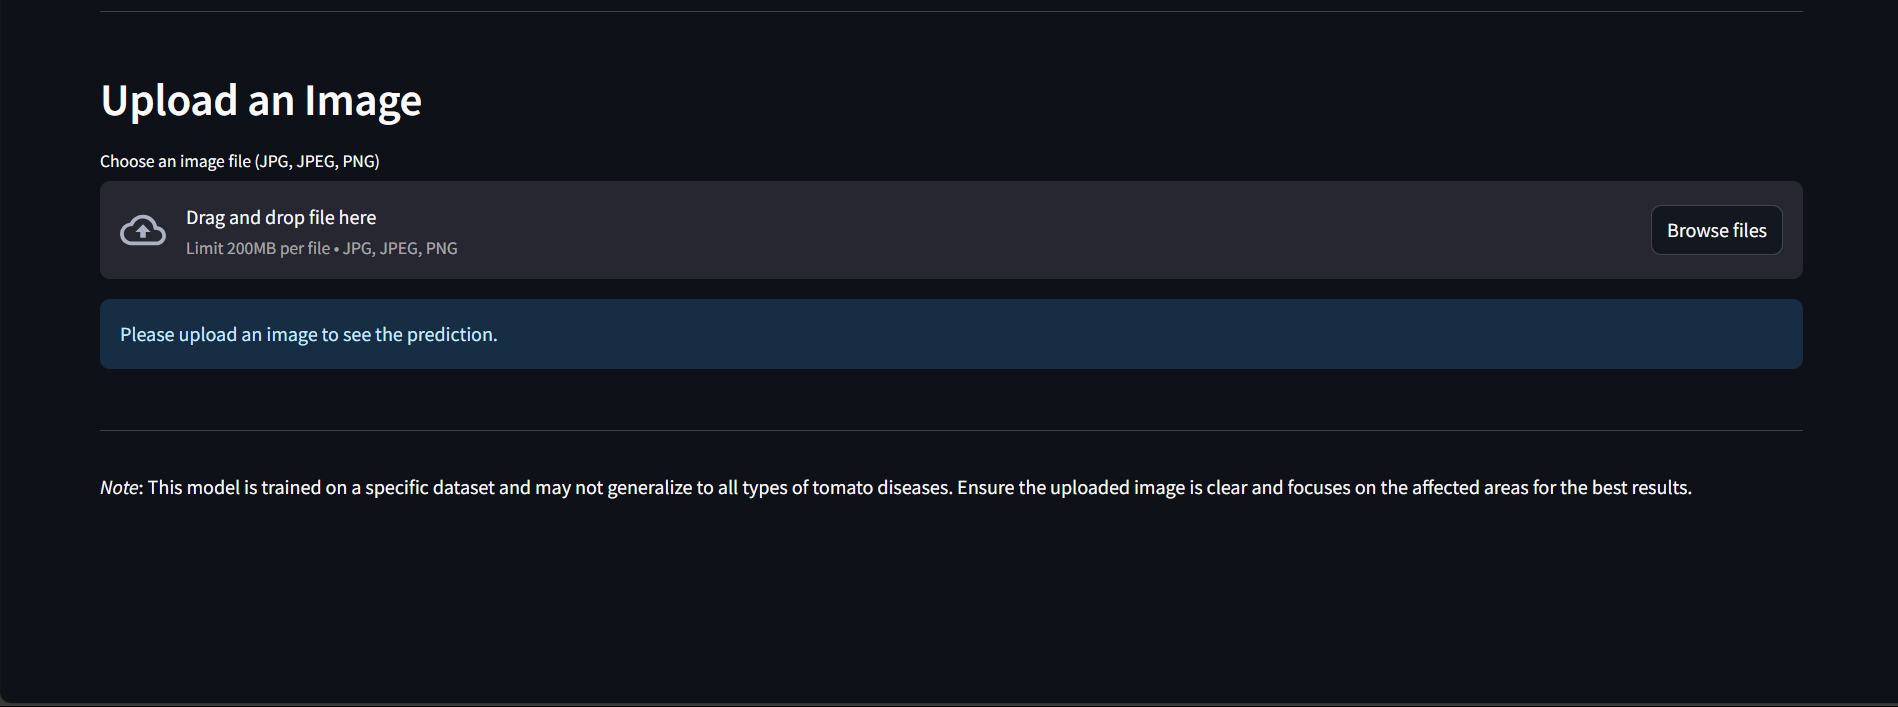 Upload an Image
Choose an image file (JPG, JPEG, PNG)
Drag and drop file here
Limit 200MB per file • JPG, JPEG, PNG
Browse files
Please upload an image to see the prediction.
Note: This model is trained on a specific dataset and may not generalize to all types of tomato diseases. Ensure the uploaded image is clear and focuses on the affected areas for the best results.